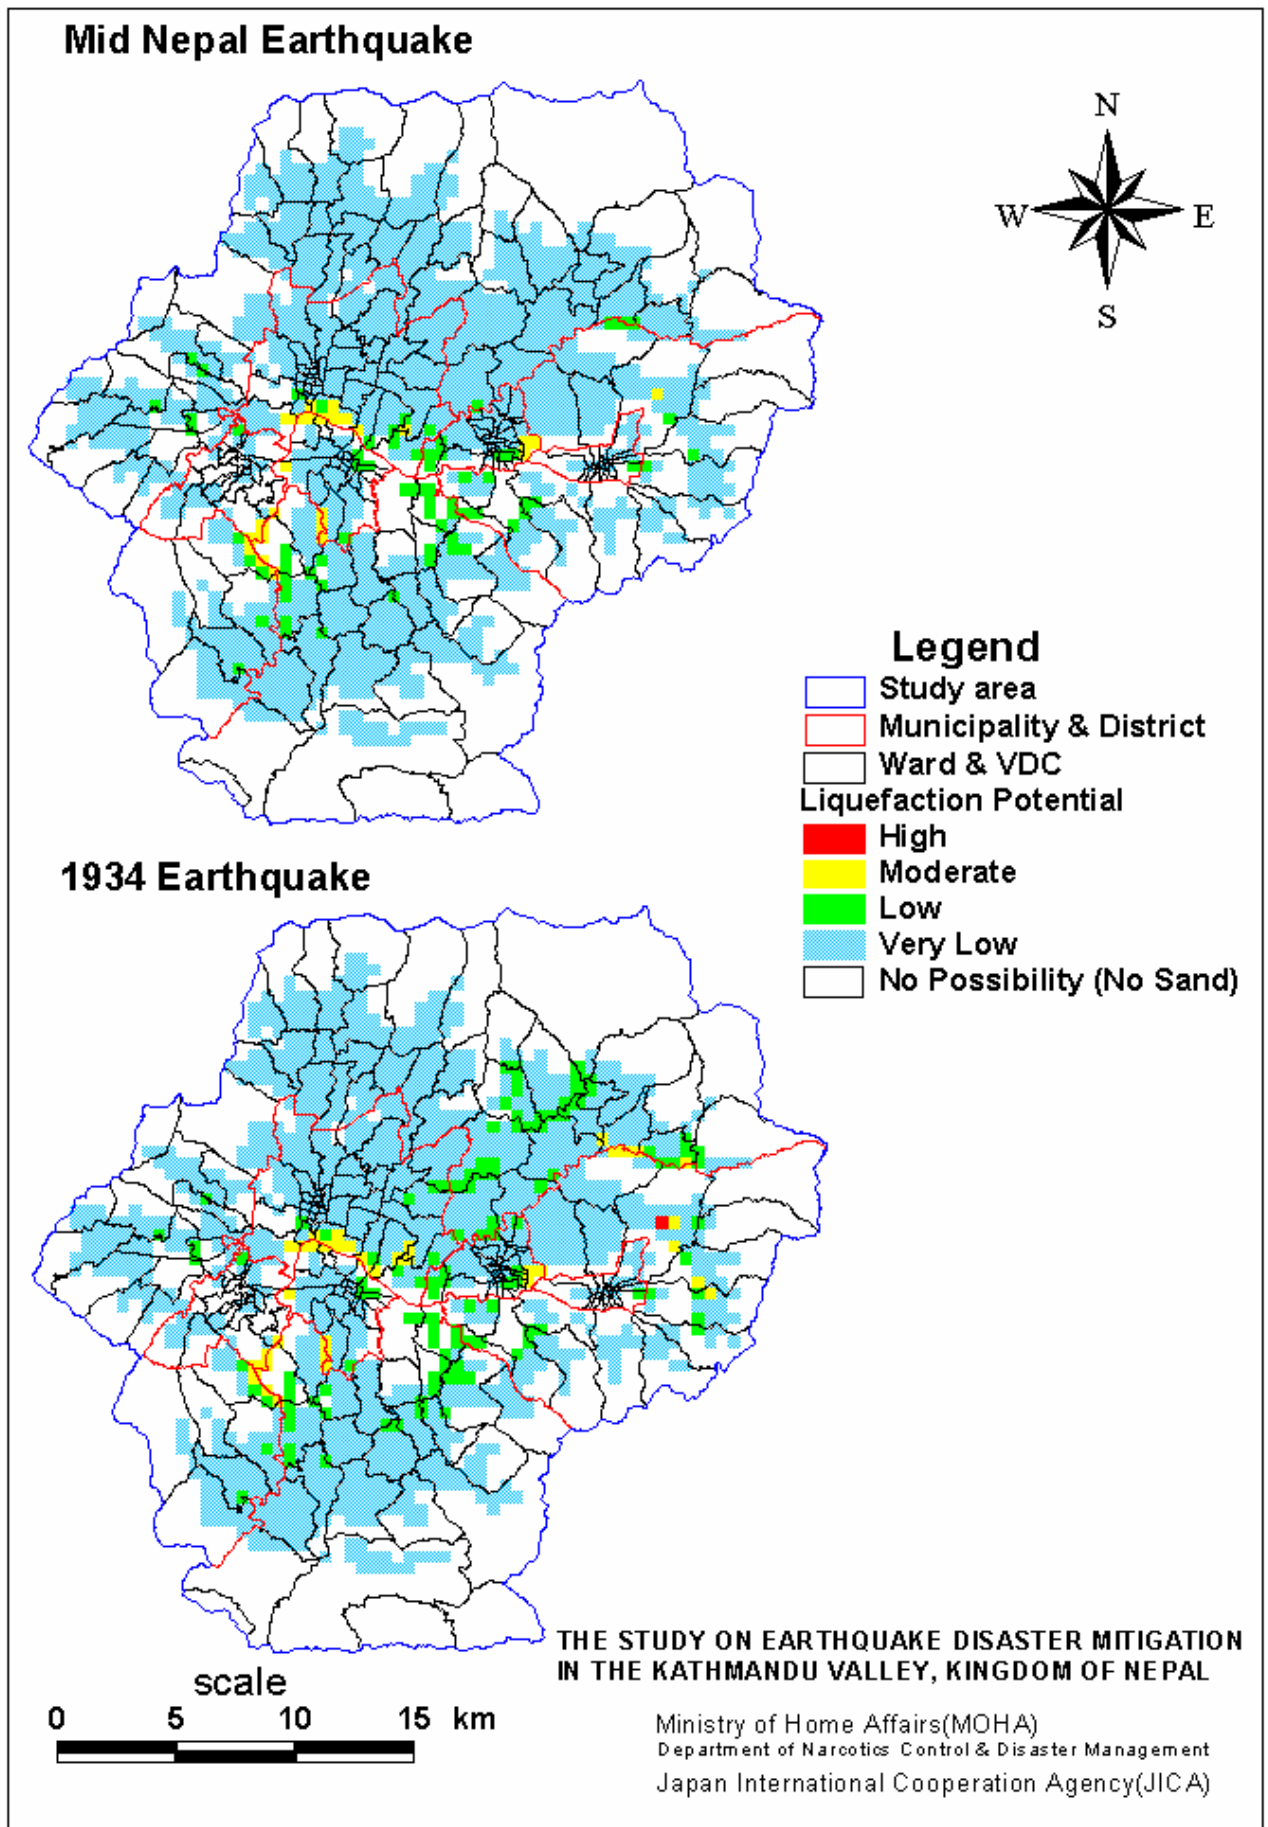 Mid Nepal Earthquake
N
W
E
S
Legend
Study area
Municipality & District
Ward & VDC
Liquefaction Potential
High
Moderate
Low
Very Low
No Possibility (No Sand)
1934 Earthquake
THE STUDY ON EARTHQUAKE DISASTER MITIGATION
IN THE KATHMANDU VALLEY, KINGDOM OF NEPAL
scale
0 5 10 15 km
Ministry of Home Affairs(MOHA)
Department of Narcotics Control & Disaster Management
Japan International Cooperation Agency(JICA)